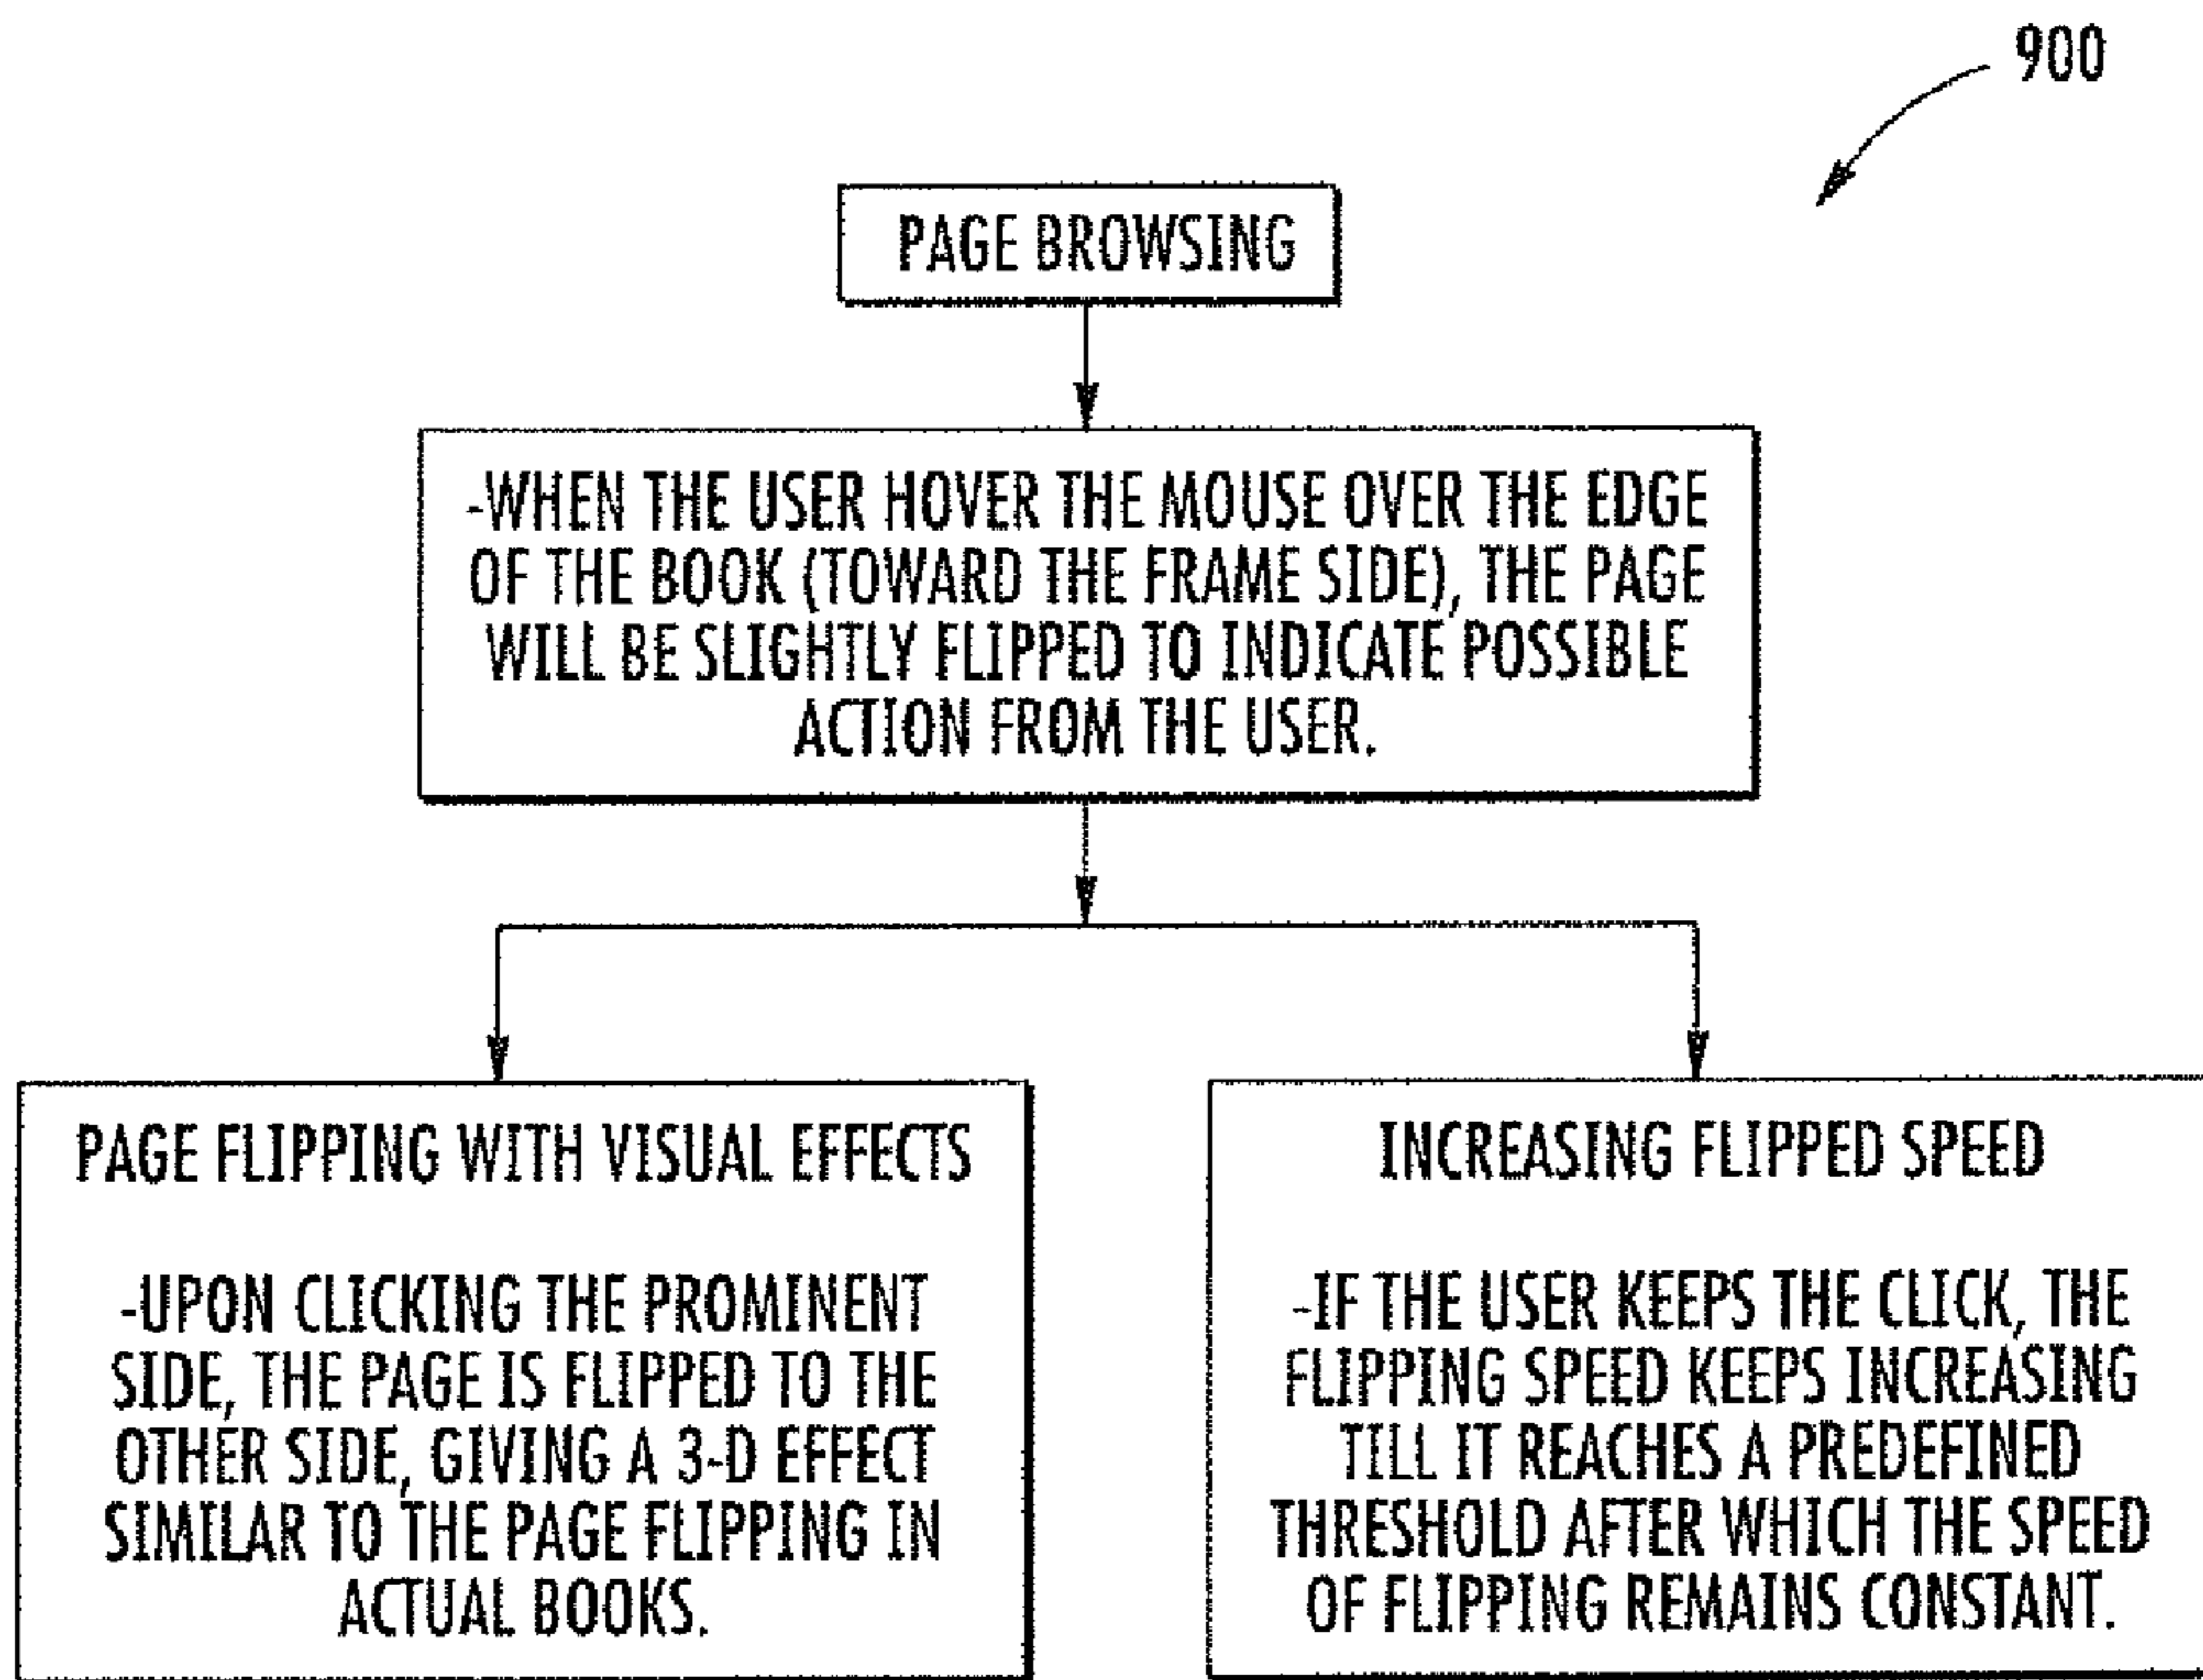 900
PAGE BROWSING
-WHEN THE USER HOVER THE MOUSE OVER THE EDGE
OF THE BOOK (TOWARD THE FRAME SIDE), THE PAGE
WILL BE SLIGHTLY FLIPPED TO INDICATE POSSIBLE
ACTION FROM THE USER.
PAGE FLIPPING WITH VISUAL EFFECTS
-UPON CLICKING THE PROMINENT
SIDE, THE PAGE IS FLIPPED TO THE
OTHER SIDE, GIVING A 3-D EFFECT
SIMILAR TO THE PAGE FLIPPING IN
ACTUAL BOOKS.
INCREASING FLIPPED SPEED
-IF THE USER KEEPS THE CLICK, THE
FLIPPING SPEED KEEPS INCREASING
TILL IT REACHES A PREDEFINED
THRESHOLD AFTER WHICH THE SPEED
OF FLIPPING REMAINS CONSTANT.